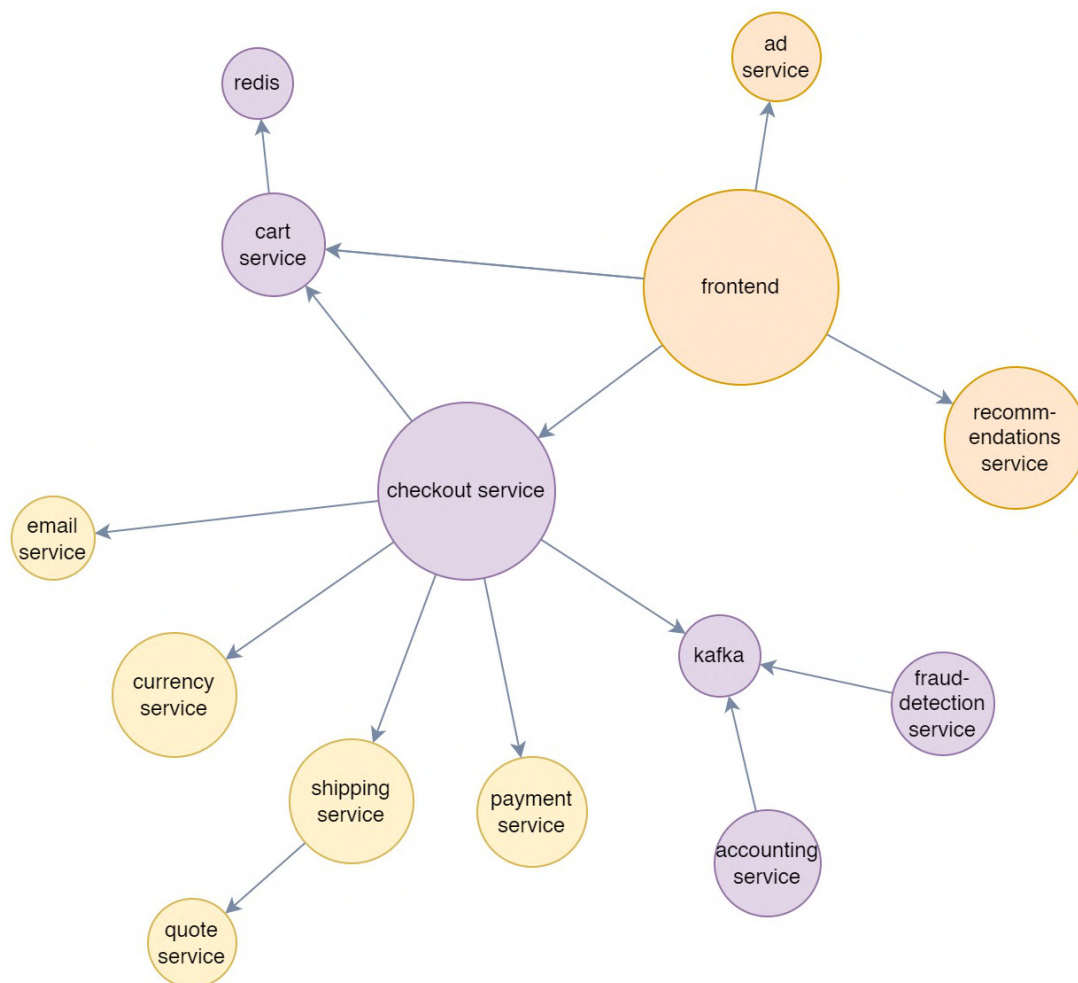 ad
service
redis
cart
service
frontend
recomm-
endations
service
checkout service
email
service
kafka
fraud-
detection
service
currency
service
shipping
service
payment
service
accounting
service
quote
service